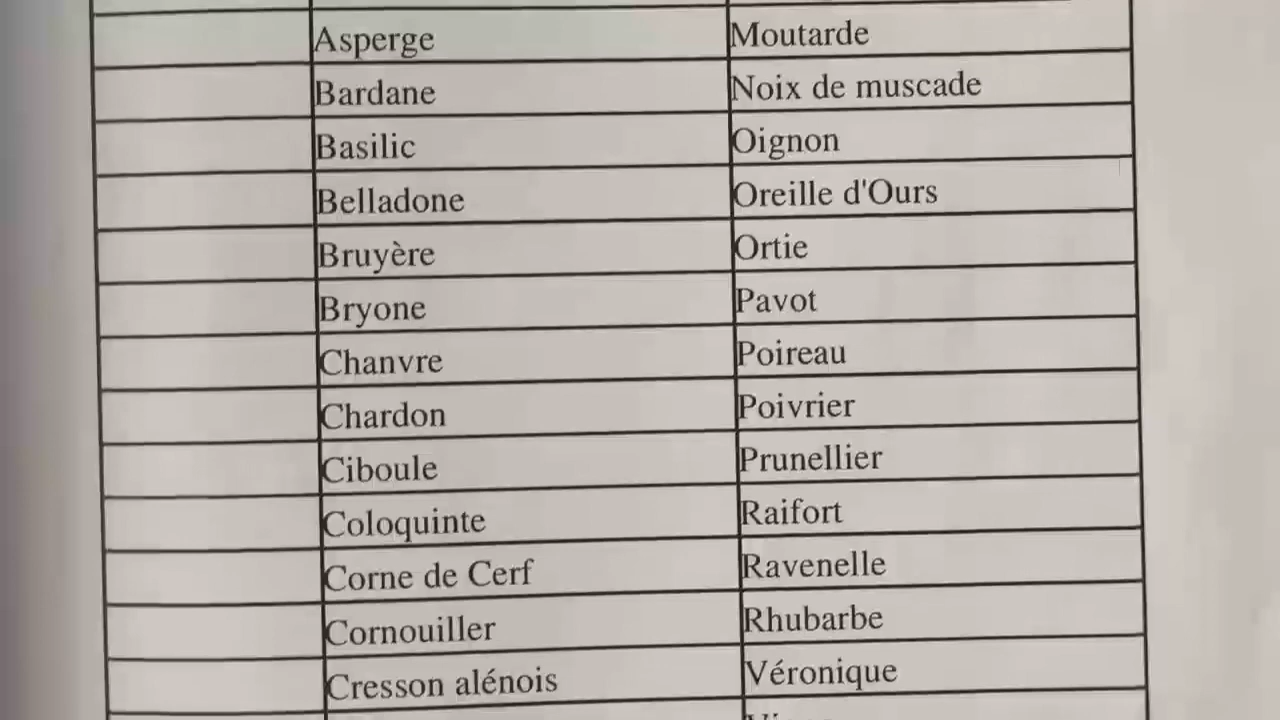 Asperge Moutarde
Bardane Noix de muscade
Basilic Oignon
Belladone Oreille d'Ours
Bruyère Ortie
Bryone Pavot
Chanvre Poireau
Chardon Poivrier
Ciboule Prunellier
Coloquinte Raifort
Corne de Cerf Ravenelle
Cornouiller Rhubarbe
Cresson alénois Véronique